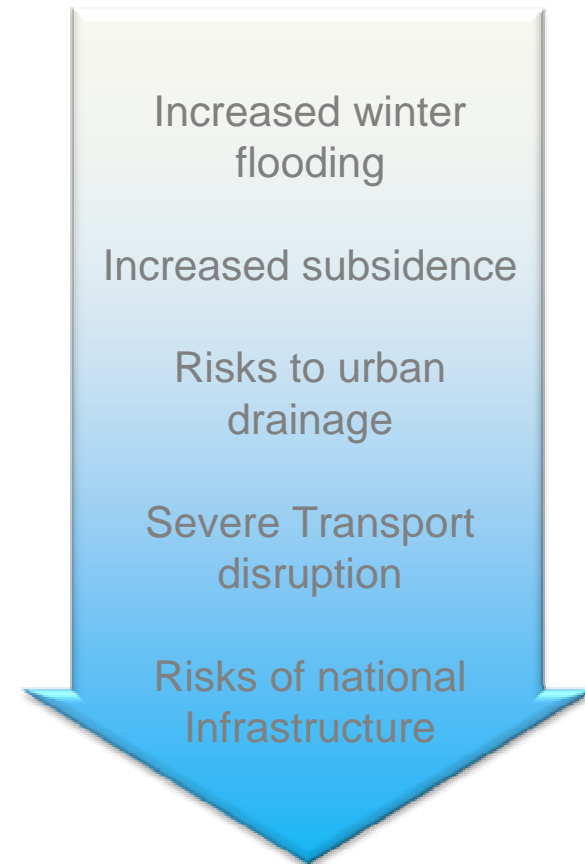 Increased winter
flooding
Increased subsidence
Risks to urban
drainage
Severe Transport
disruption
Risks of national
Infrastructure